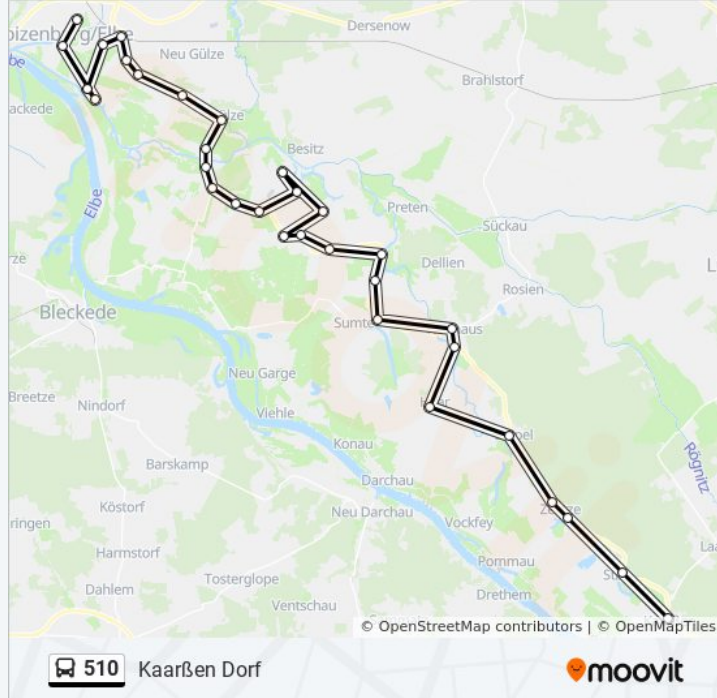 Dersenow
oizenburg/Elbe
Neu Gülze
Brahlstorf
Besitz
Preten
Elbe
Sückau
Dellien
Rosien
Bleckede
Neu Garge
Breetze
Nindorf
Viehle
Konau
Rögnitz
Barskamp
Darchau
Köstorf
Neu Darchau
Vockfey
ringen
Harmstorf
Pommau
Tosterglope
Drethem
Dahlem
Ventschau
© OpenStreetMap contributors | © OpenMapTiles
510 Kaarßen Dorf
moovit